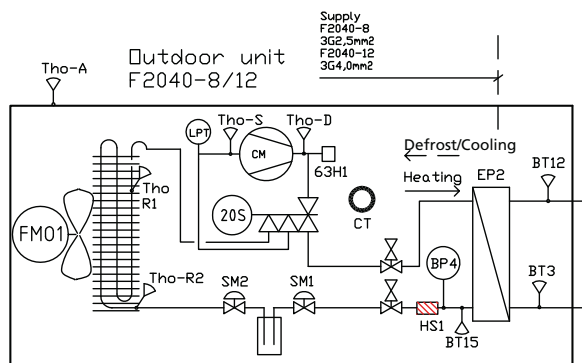 Supply
F2040-8
3G2,5mm2
F2040-12
3G4,0mm2
Outdoor unit
F2040-8/12
Tho-A
Tho-S
Tho-D
LPT
CM
63H1
Defrost/Cooling
Heating
EP2
BT12
Tho
R1
20S
CT
FM01
BP4
BT3
Tho-R2
SM2
SM1
HS1
BT15